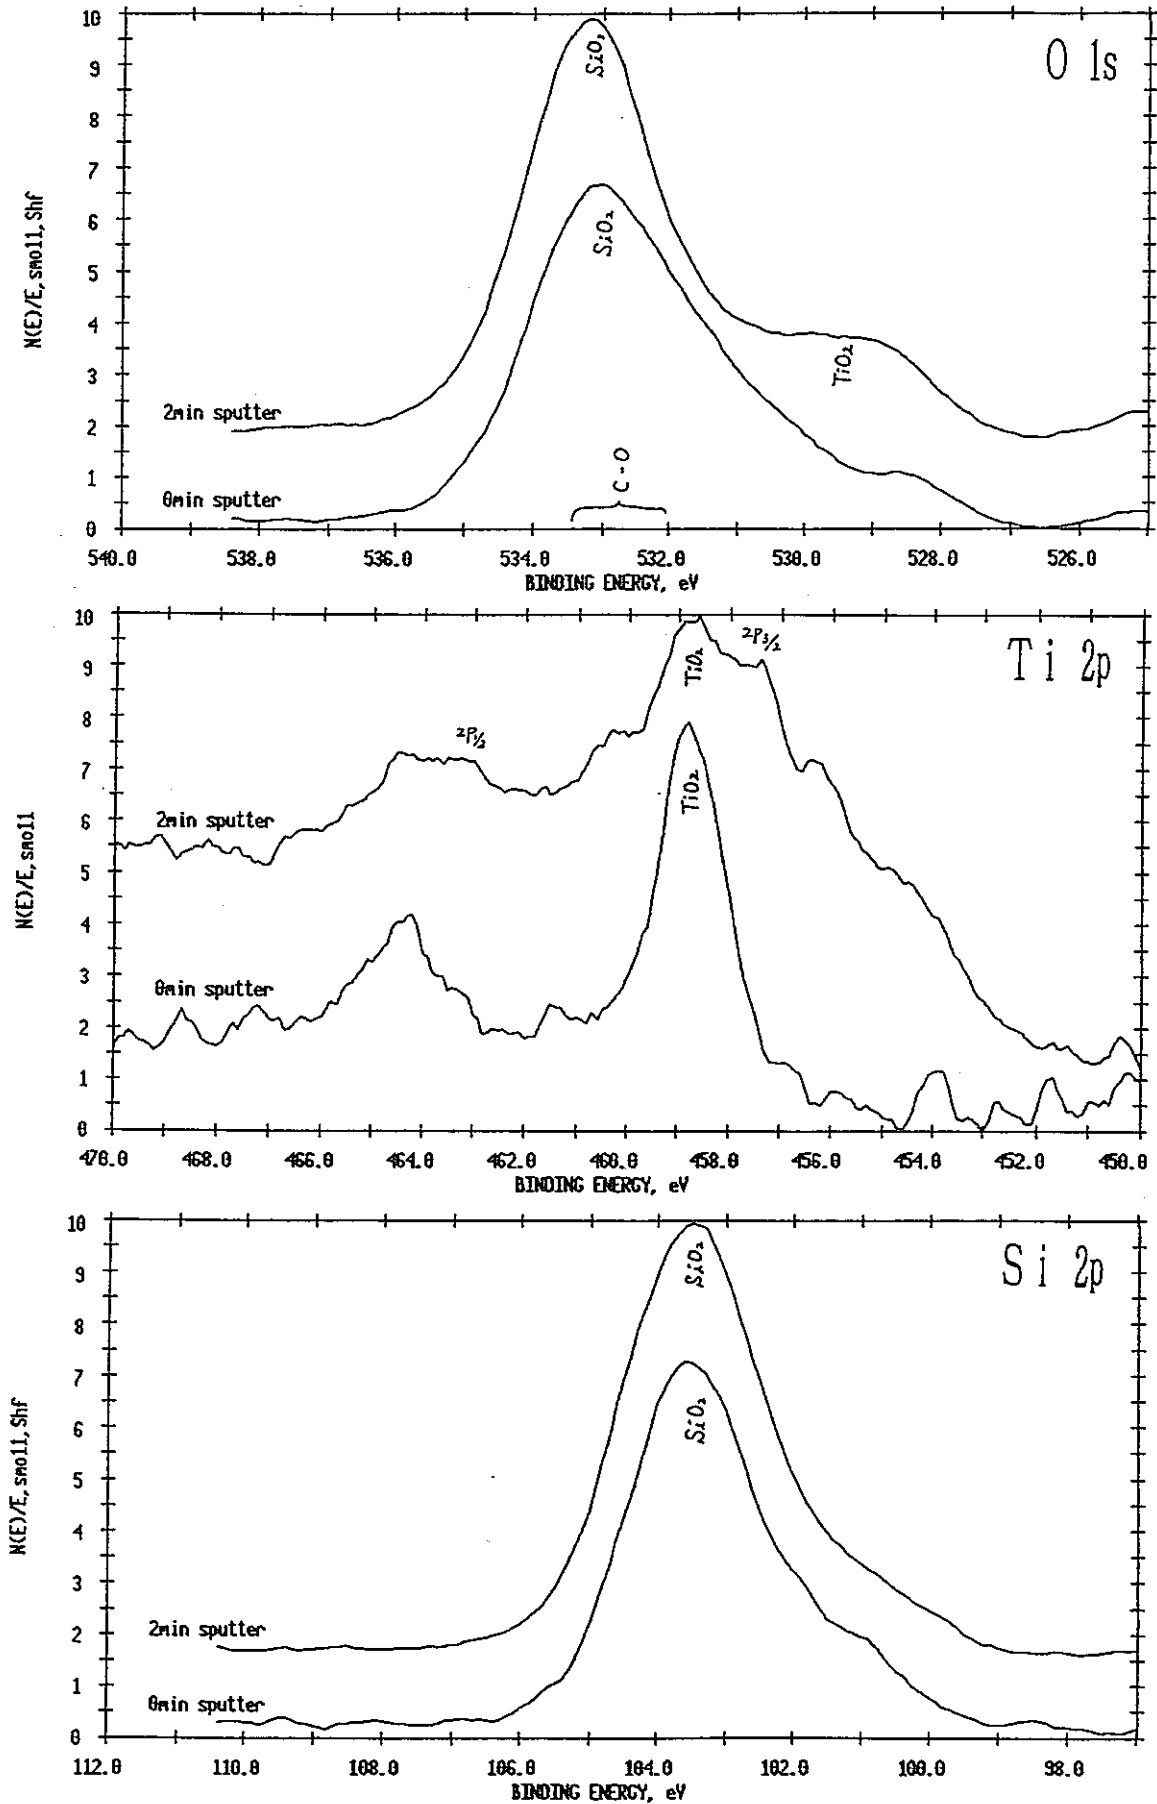 O 1s
10
9
8
7
6
5
4
3
2
1
0
N(E)/E, smo11, Shf
SiO₂
SiO₂
TiO₂
C-O
2min sputter
0min sputter
540.0 538.0 536.0 534.0 532.0 530.0 528.0 526.0
BINDING ENERGY, eV
Ti 2p
10
9
8
7
6
5
4
3
2
1
0
N(E)/E, smo11
2P3/2
TiO₂
2P1/2
TiO₂
2min sputter
0min sputter
470.0 468.0 466.0 464.0 462.0 460.0 458.0 456.0 454.0 452.0 450.0
BINDING ENERGY, eV
Si 2p
10
9
8
7
6
5
4
3
2
1
0
N(E)/E, smo11, Shf
SiO₂
SiO₂
2min sputter
0min sputter
112.0 110.0 108.0 106.0 104.0 102.0 100.0 98.0
BINDING ENERGY, eV